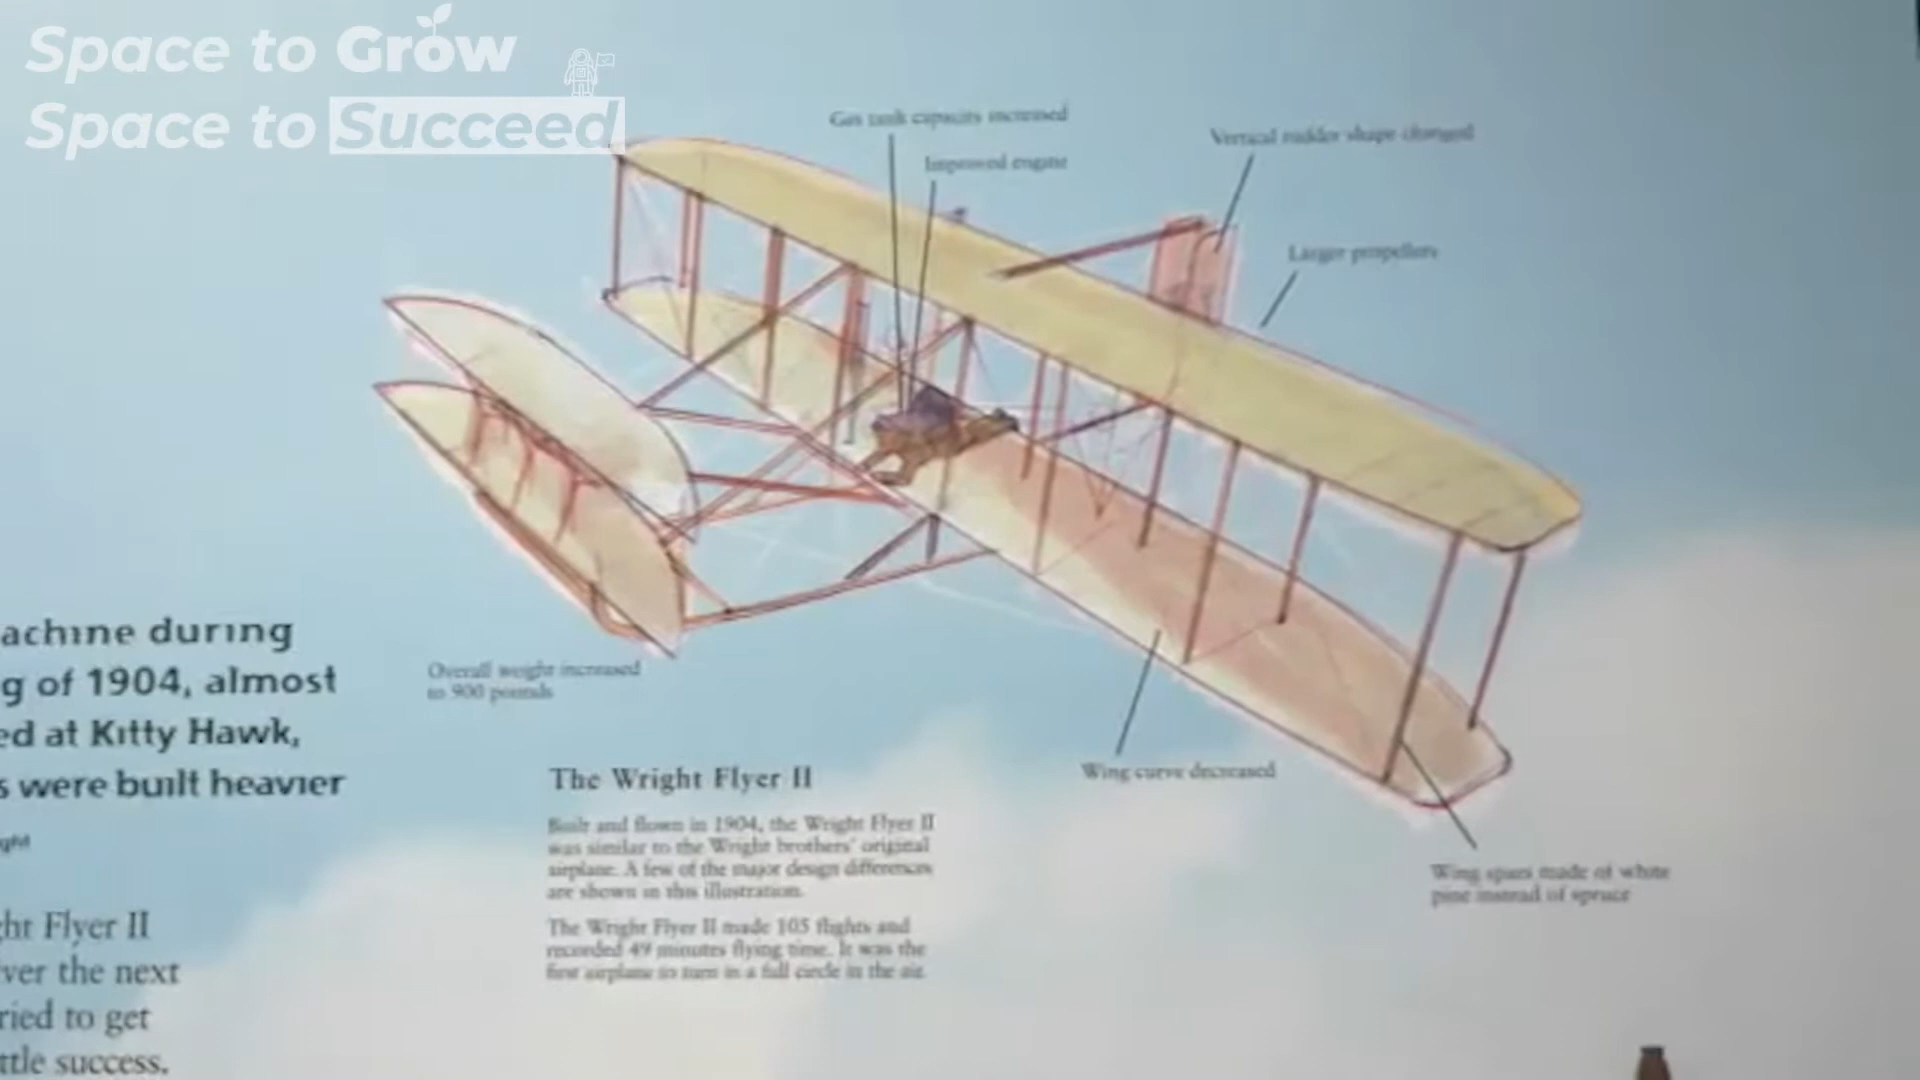 Space to Grow
Space to Succeed
Gas tank capacity increased
Improved engine
Vertical rudder shape changed
Larger propellers
achine during
g of 1904, almost
ed at Kitty Hawk,
s were built heavier
ght
Overall weight increased
to 900 pounds
Wing curve decreased
The Wright Flyer II
Built and flown in 1904, the Wright Flyer II
was similar to the Wright brothers' original
airplane. A few of the major design differences
are shown in this illustration.
The Wright Flyer II made 105 flights and
recorded 49 minutes flying time. It was the
first airplane to turn in a full circle in the air.
Wing spars made of white
pine instead of spruce
ght Flyer II
ver the next
ried to get
ttle success.